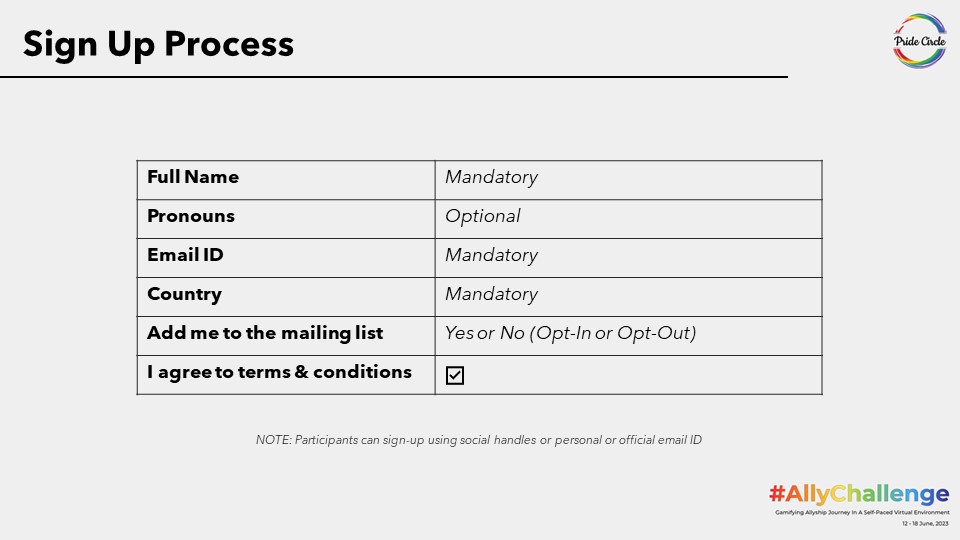 Sign Up Process
Pride Circle
Full Name Mandatory
Pronouns Optional
Email ID Mandatory
Country Mandatory
Add me to the mailing list Yes or No (Opt-In or Opt-Out)
I agree to terms & conditions ☑
NOTE: Participants can sign-up using social handles or personal or official email ID
#AllyChallenge
Gamifying Allyship Journey In A Self-Paced Virtual Environment
12 - 18 June, 2023